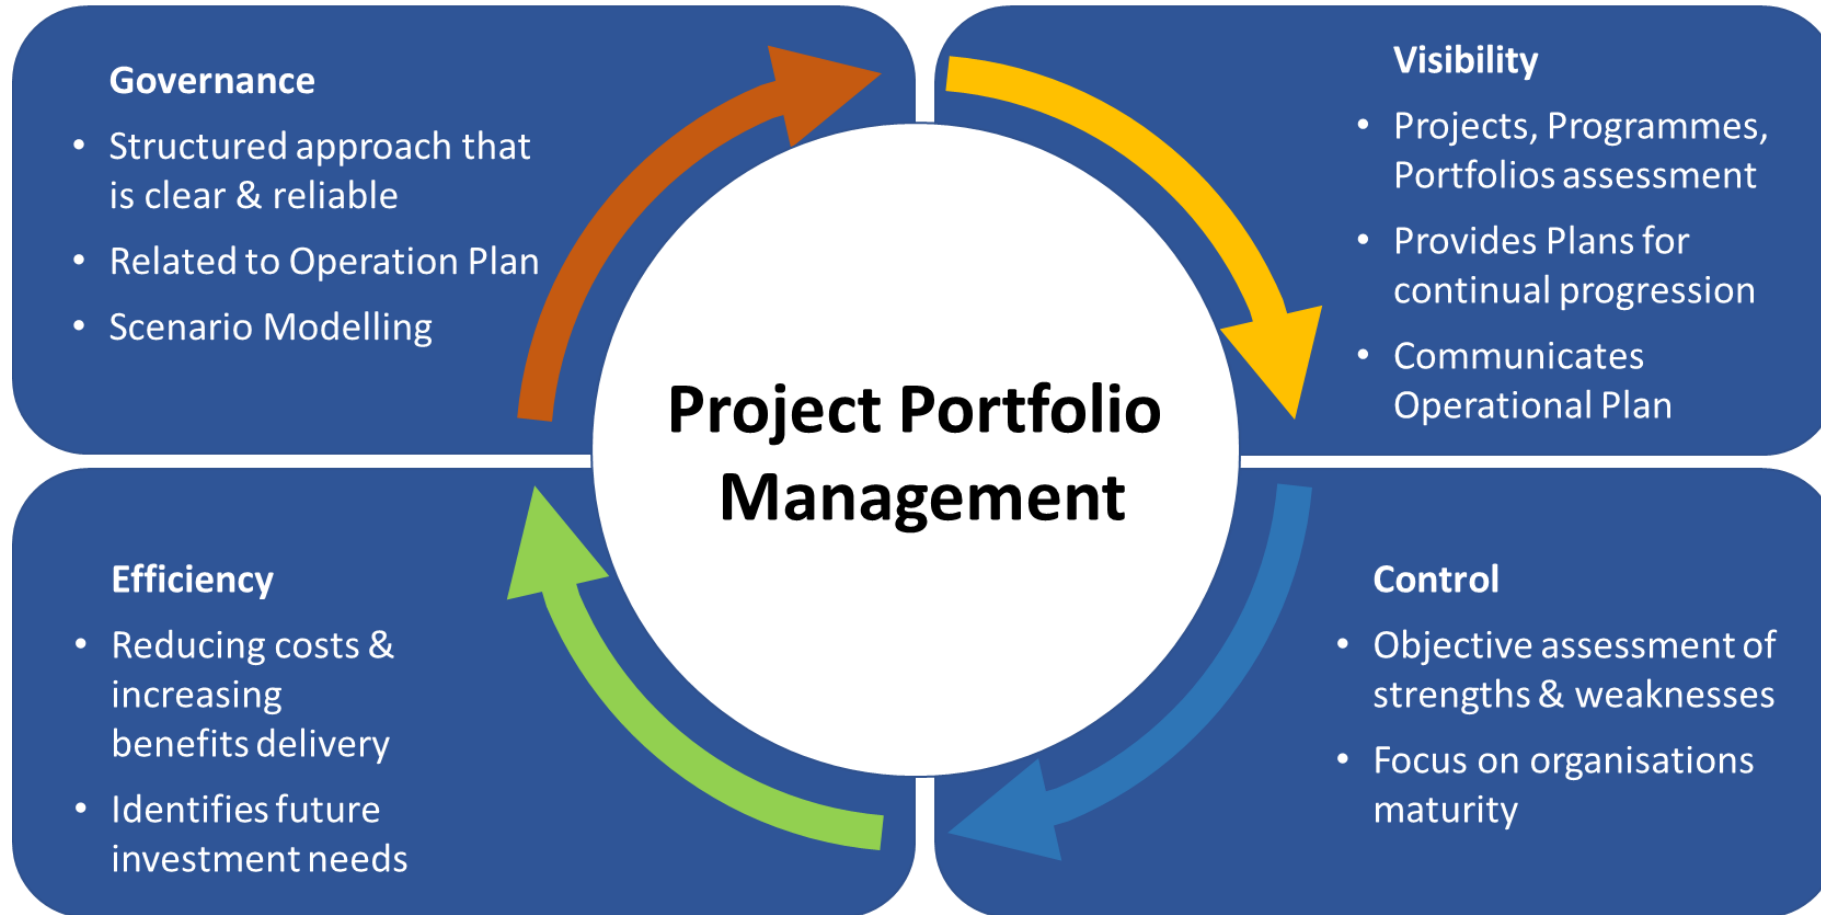 Governance
• Structured approach that
is clear & reliable
• Related to Operation Plan
• Scenario Modelling
Visibility
• Projects, Programmes,
Portfolios assessment
• Provides Plans for
continual progression
• Communicates
Operational Plan
Project Portfolio
Management
Efficiency
• Reducing costs &
increasing
benefits delivery
• Identifies future
investment needs
Control
• Objective assessment of
strengths & weaknesses
• Focus on organisations
maturity